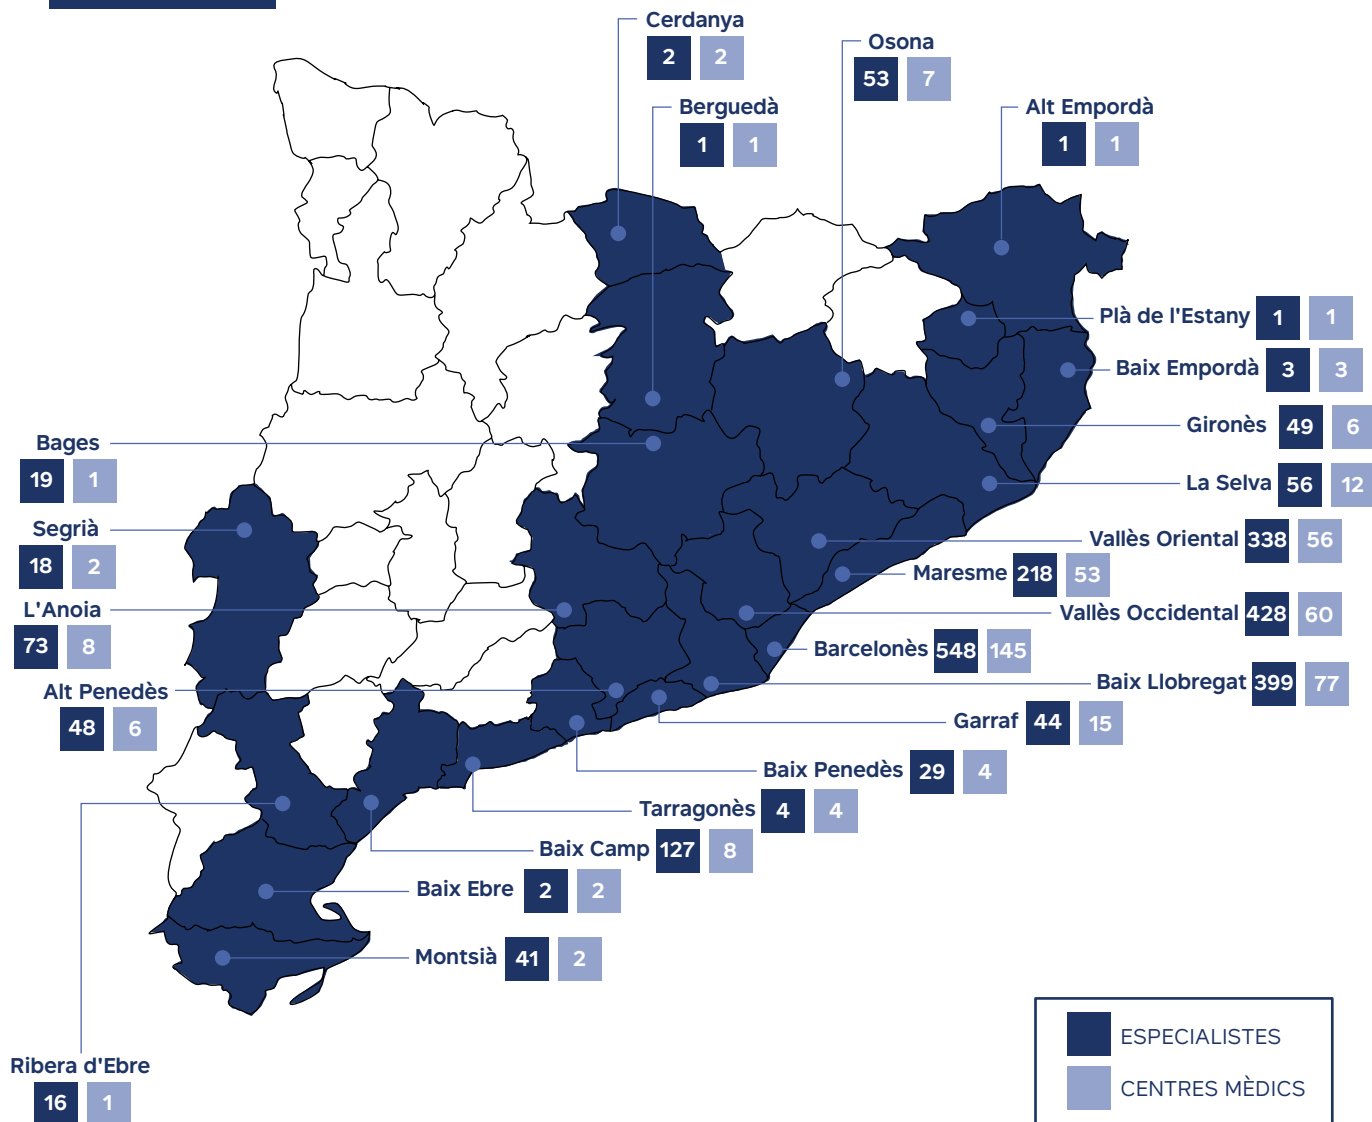 Cerdanya
2 2
Osona
53 7
Berguedà
1 1
Alt Empordà
1 1
Plà de l'Estany 1 1
Baix Empordà 3 3
Gironès 49 6
Bages
19 1
La Selva 56 12
Segrià
18 2
Vallès Oriental 338 56
Maresme 218 53
L'Anoia
73 8
Vallès Occidental 428 60
Barcelonès 548 145
Alt Penedès
48 6
Baix Llobregat 399 77
Garraf 44 15
Baix Penedès 29 4
Tarragonès 4 4
Baix Camp 127 8
Baix Ebre 2 2
Montsià 41 2
Ribera d'Ebre
16 1
ESPECIALISTES
CENTRES MÈDICS